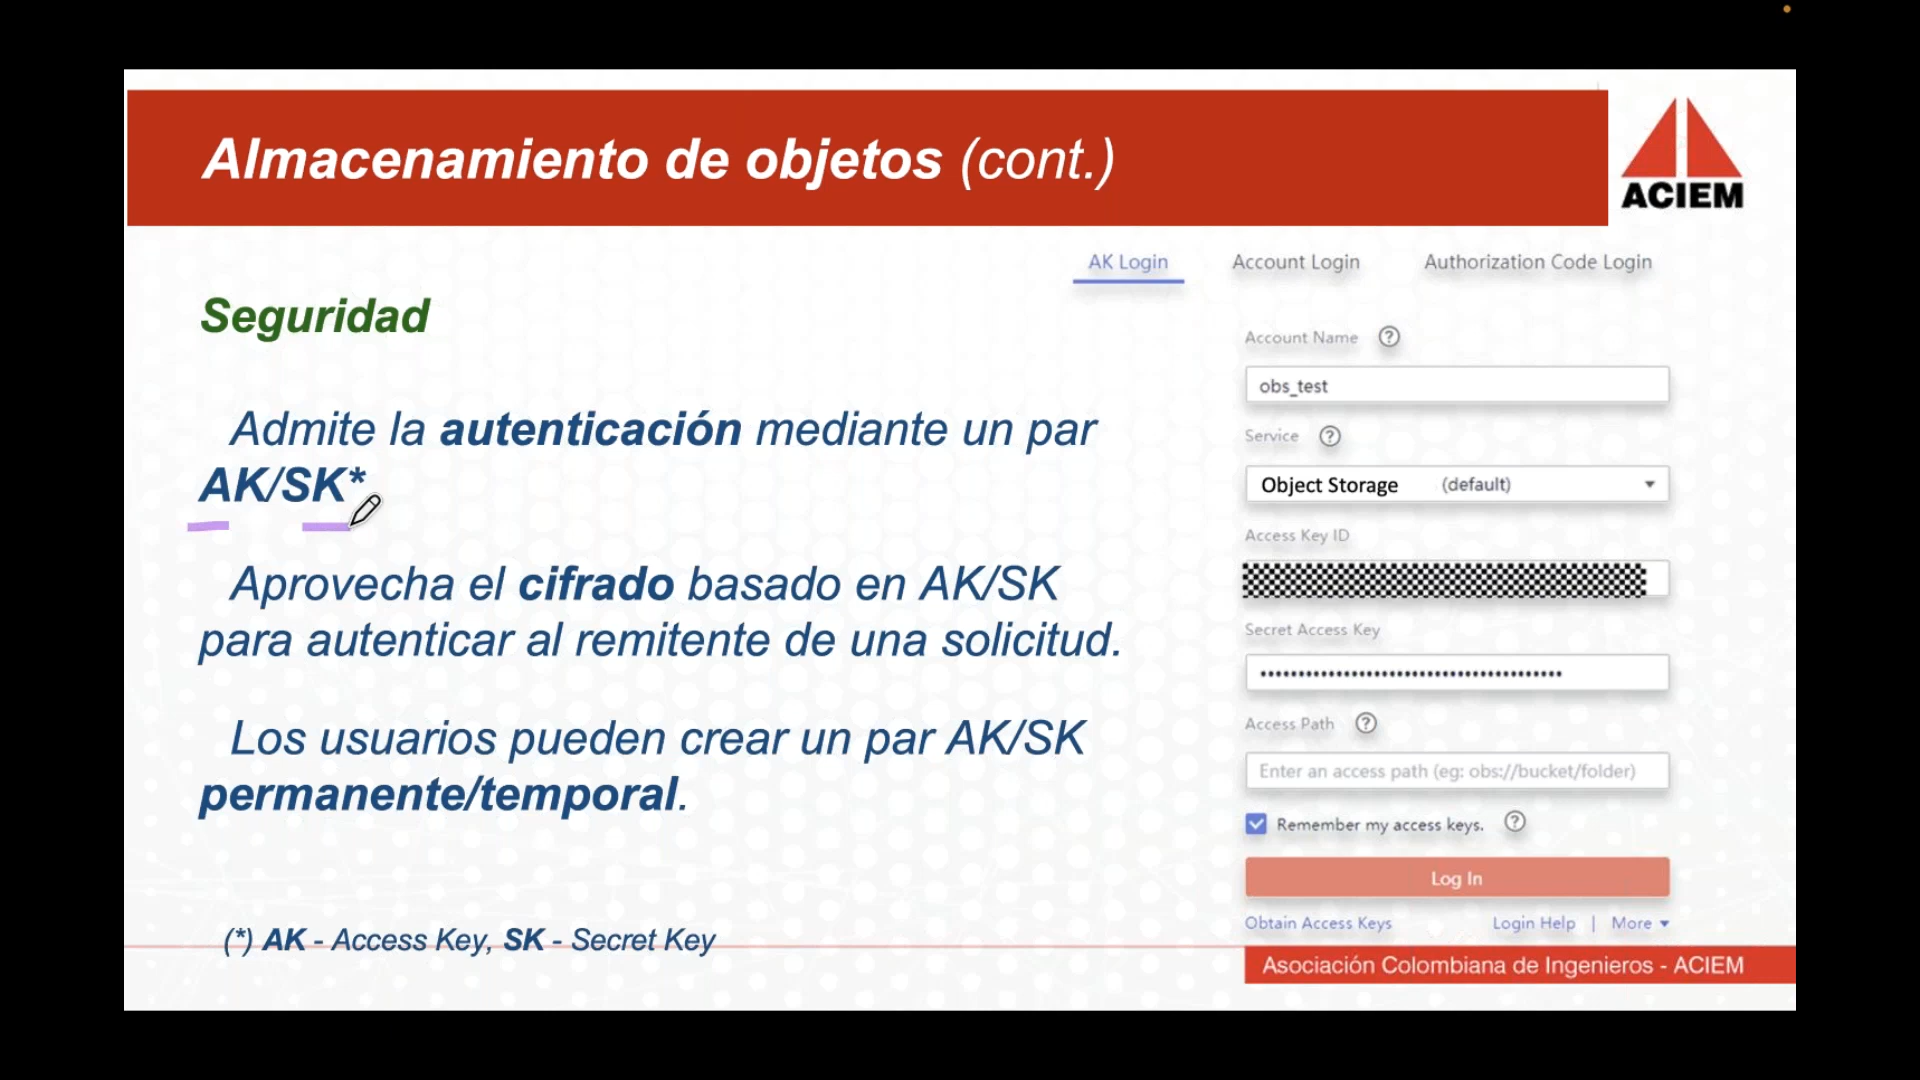 Almacenamiento de objetos (cont.)
ACIEM
Seguridad
Admite la autenticación mediante un par
AK/SK*
Aprovecha el cifrado basado en AK/SK
para autenticar al remitente de una solicitud.
Los usuarios pueden crear un par AK/SK
permanente/temporal.
(*) AK - Access Key, SK - Secret Key
AK Login Account Login Authorization Code Login
Account Name ?
obs_test
Service ?
Object Storage (default)
Access Key ID
Secret Access Key
••••••••••••••••••••••••••••••••••••••••
Access Path ?
Enter an access path (eg: obs://bucket/folder)
Remember my access keys. ?
Log In
Obtain Access Keys Login Help | More
Asociación Colombiana de Ingenieros - ACIEM